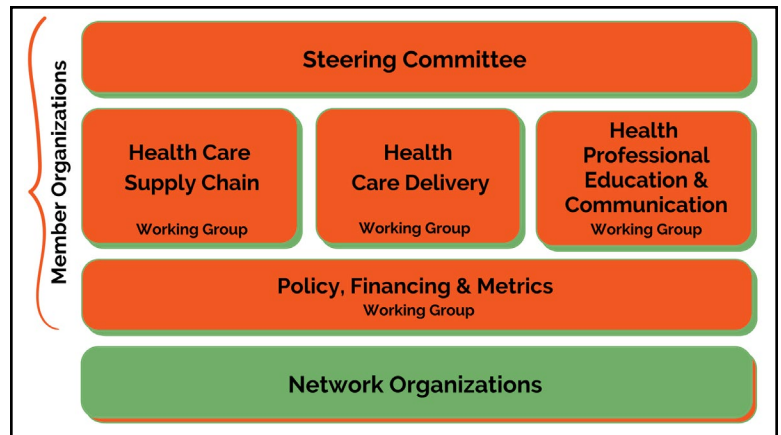 Member Organizations
Steering Committee
Health Care
Supply Chain
Working Group
Health
Care Delivery
Working Group
Health
Professional
Education &
Communication
Working Group
Policy, Financing & Metrics
Working Group
Network Organizations